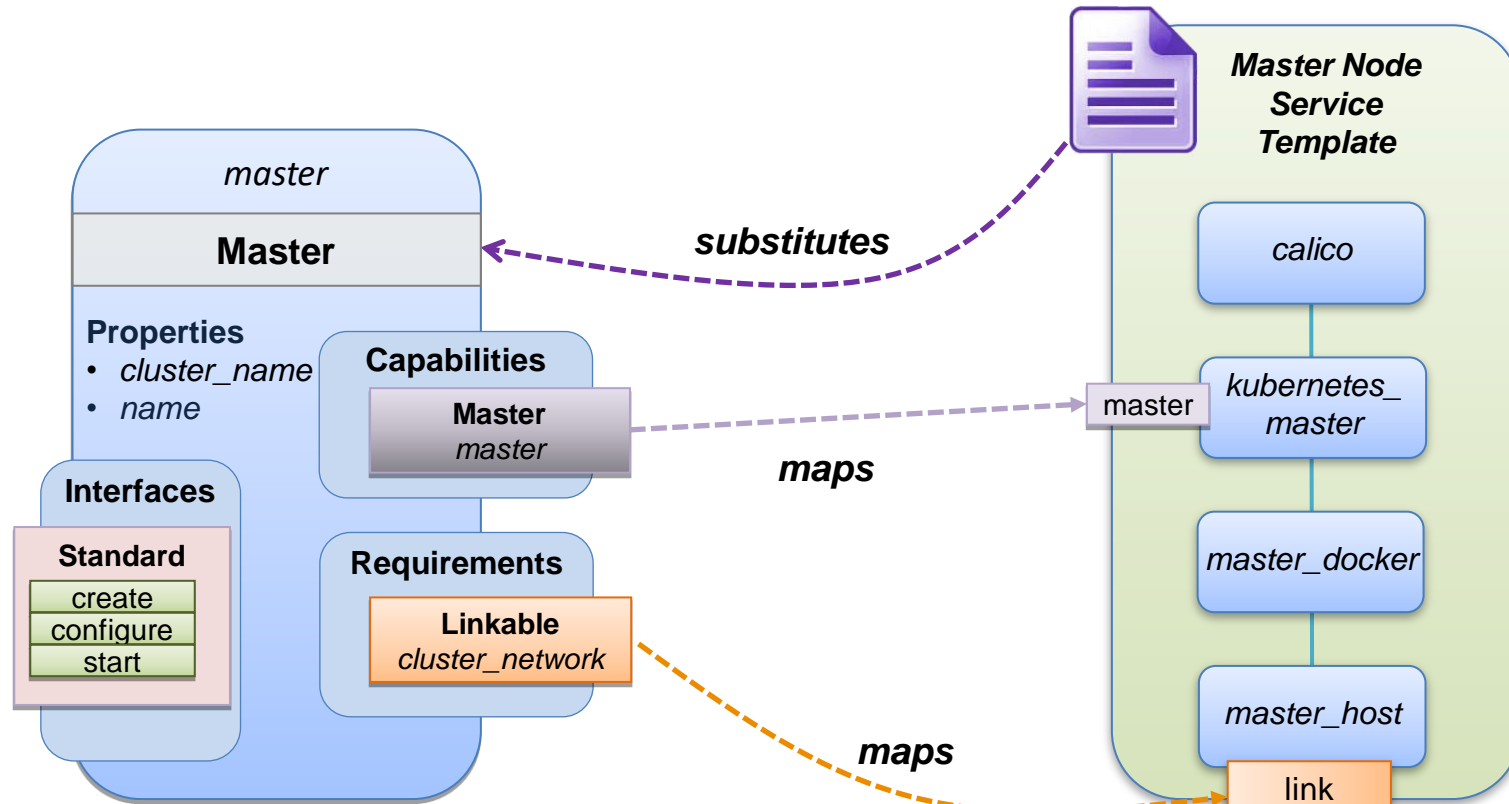 master
Master
Properties
• cluster_name
• name
Capabilities
Master
master
Interfaces
Standard
create
configure
start
Requirements
Linkable
cluster_network
substitutes
maps
maps
Master Node
Service
Template
calico
master
kubernetes_
master
master_docker
master_host
link